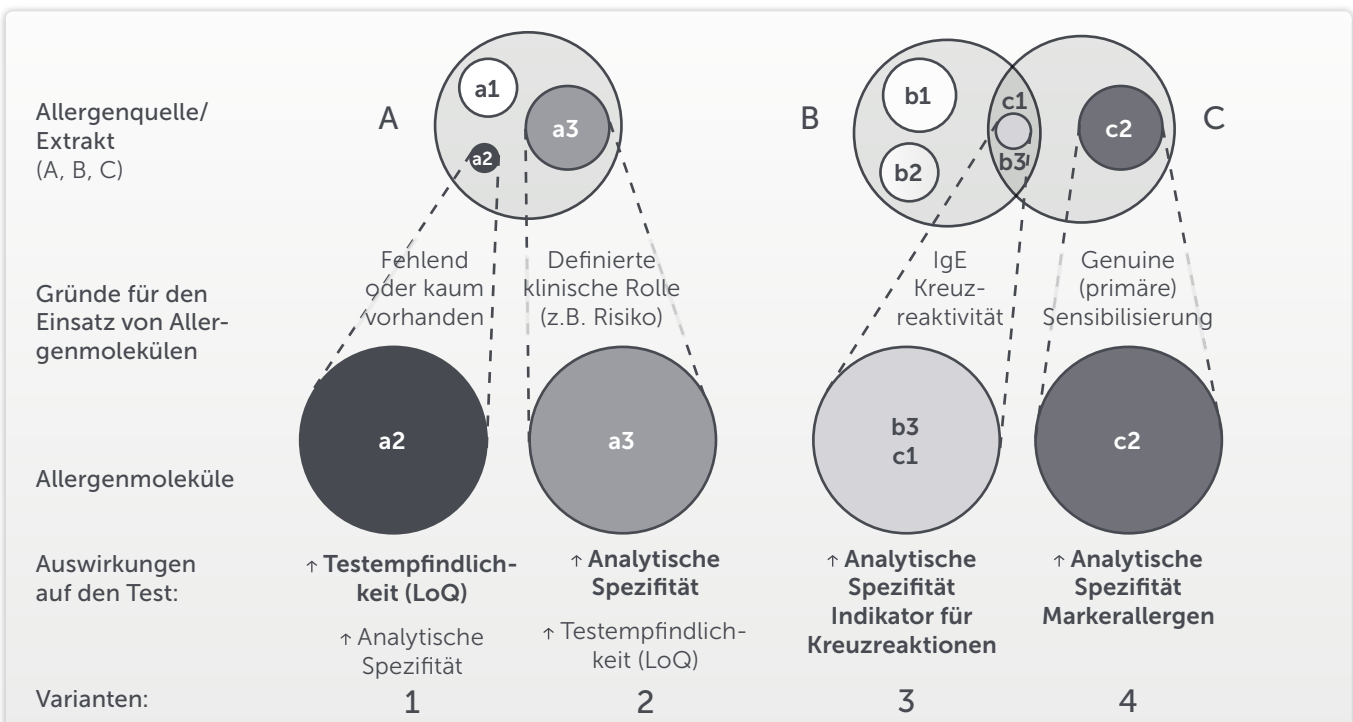 Allergenquelle/
Extrakt
(A, B, C)
A
a1
a2
a3
B
b1
b2
c1
b3
c2
C
Gründe für den
Einsatz von Aller-
genmolekülen
Fehlend
oder kaum
vorhanden
Definierte
klinische Rolle
(z.B. Risiko)
IgE
Kreuz-
reaktivität
Genuine
(primäre)
Sensibilisierung
Allergenmoleküle
a2
a3
b3
c1
c2
Auswirkungen
auf den Test:
↑ Testempfindlich-
keit (LoQ)
↑ Analytische
Spezifität
↑ Analytische
Spezifität
↑ Testempfindlich-
keit (LoQ)
↑ Analytische
Spezifität
Indikator für
Kreuzreaktionen
↑ Analytische
Spezifität
Markerallergen
Varianten:
1
2
3
4